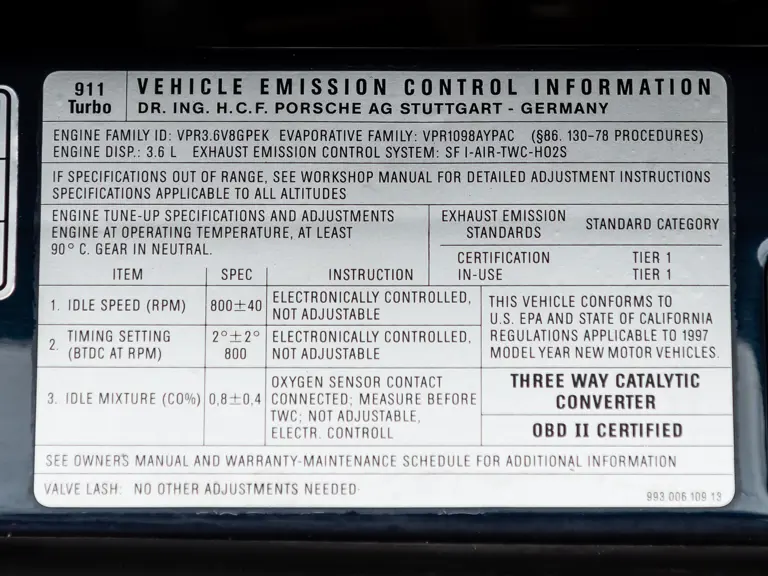 911 Turbo
VEHICLE EMISSION CONTROL INFORMATION
DR. ING. H.C.F. PORSCHE AG STUTTGART - GERMANY
ENGINE FAMILY ID: VPR3.6V8GPEK EVAPORATIVE FAMILY: VPR1098AYPAC (§86. 130-78 PROCEDURES)
ENGINE DISP.: 3.6 L EXHAUST EMISSION CONTROL SYSTEM: SF I-AIR-TWC-HO2S
IF SPECIFICATIONS OUT OF RANGE, SEE WORKSHOP MANUAL FOR DETAILED ADJUSTMENT INSTRUCTIONS
SPECIFICATIONS APPLICABLE TO ALL ALTITUDES
ENGINE TUNE-UP SPECIFICATIONS AND ADJUSTMENTS
ENGINE AT OPERATING TEMPERATURE, AT LEAST
90° C. GEAR IN NEUTRAL.
EXHAUST EMISSION STANDARDS STANDARD CATEGORY
CERTIFICATION TIER 1
IN-USE TIER 1
ITEM SPEC INSTRUCTION
1. IDLE SPEED (RPM) 800±40 ELECTRONICALLY CONTROLLED,
NOT ADJUSTABLE
2. TIMING SETTING (BTDC AT RPM) 2°±2° 800 ELECTRONICALLY CONTROLLED,
NOT ADJUSTABLE
3. IDLE MIXTURE (CO%) 0,8±0,4 OXYGEN SENSOR CONTACT
CONNECTED; MEASURE BEFORE
TWC; NOT ADJUSTABLE,
ELECTR. CONTROLL
THIS VEHICLE CONFORMS TO
U.S. EPA AND STATE OF CALIFORNIA
REGULATIONS APPLICABLE TO 1997
MODEL YEAR NEW MOTOR VEHICLES.
THREE WAY CATALYTIC
CONVERTER
OBD II CERTIFIED
SEE OWNER'S MANUAL AND WARRANTY-MAINTENANCE SCHEDULE FOR ADDITIONAL INFORMATION
VALVE LASH: NO OTHER ADJUSTMENTS NEEDED
993.006.109.13